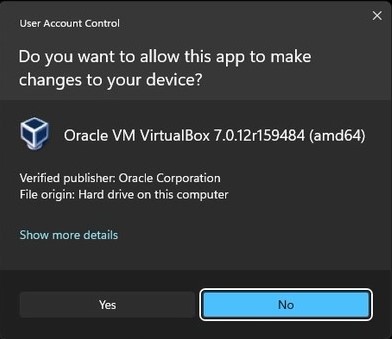 User Account Control
Do you want to allow this app to make
changes to your device?
Oracle VM VirtualBox 7.0.12r159484 (amd64)
Verified publisher: Oracle Corporation
File origin: Hard drive on this computer
Show more details
Yes
No